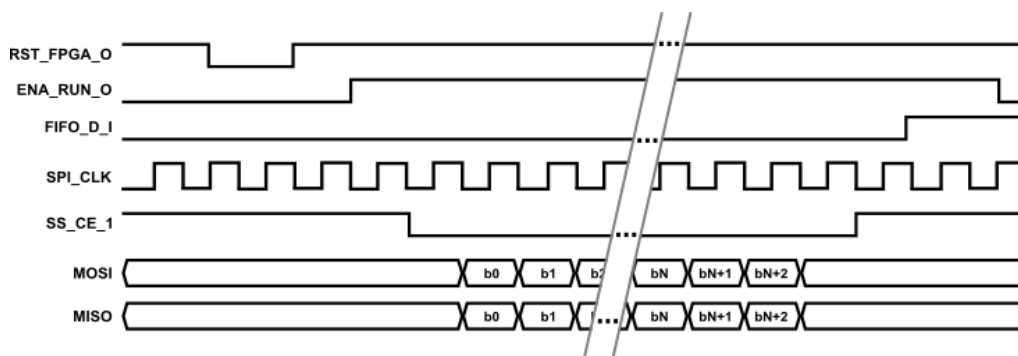 RST_FPGA_O
...
ENA_RUN_O
FIFO_D_I
...
SPI_CLK
SS_CE_1
...
MOSI b0 b1 bN bN+1 bN+2
MISO b0 b1 ... bN bN+1 bN+2